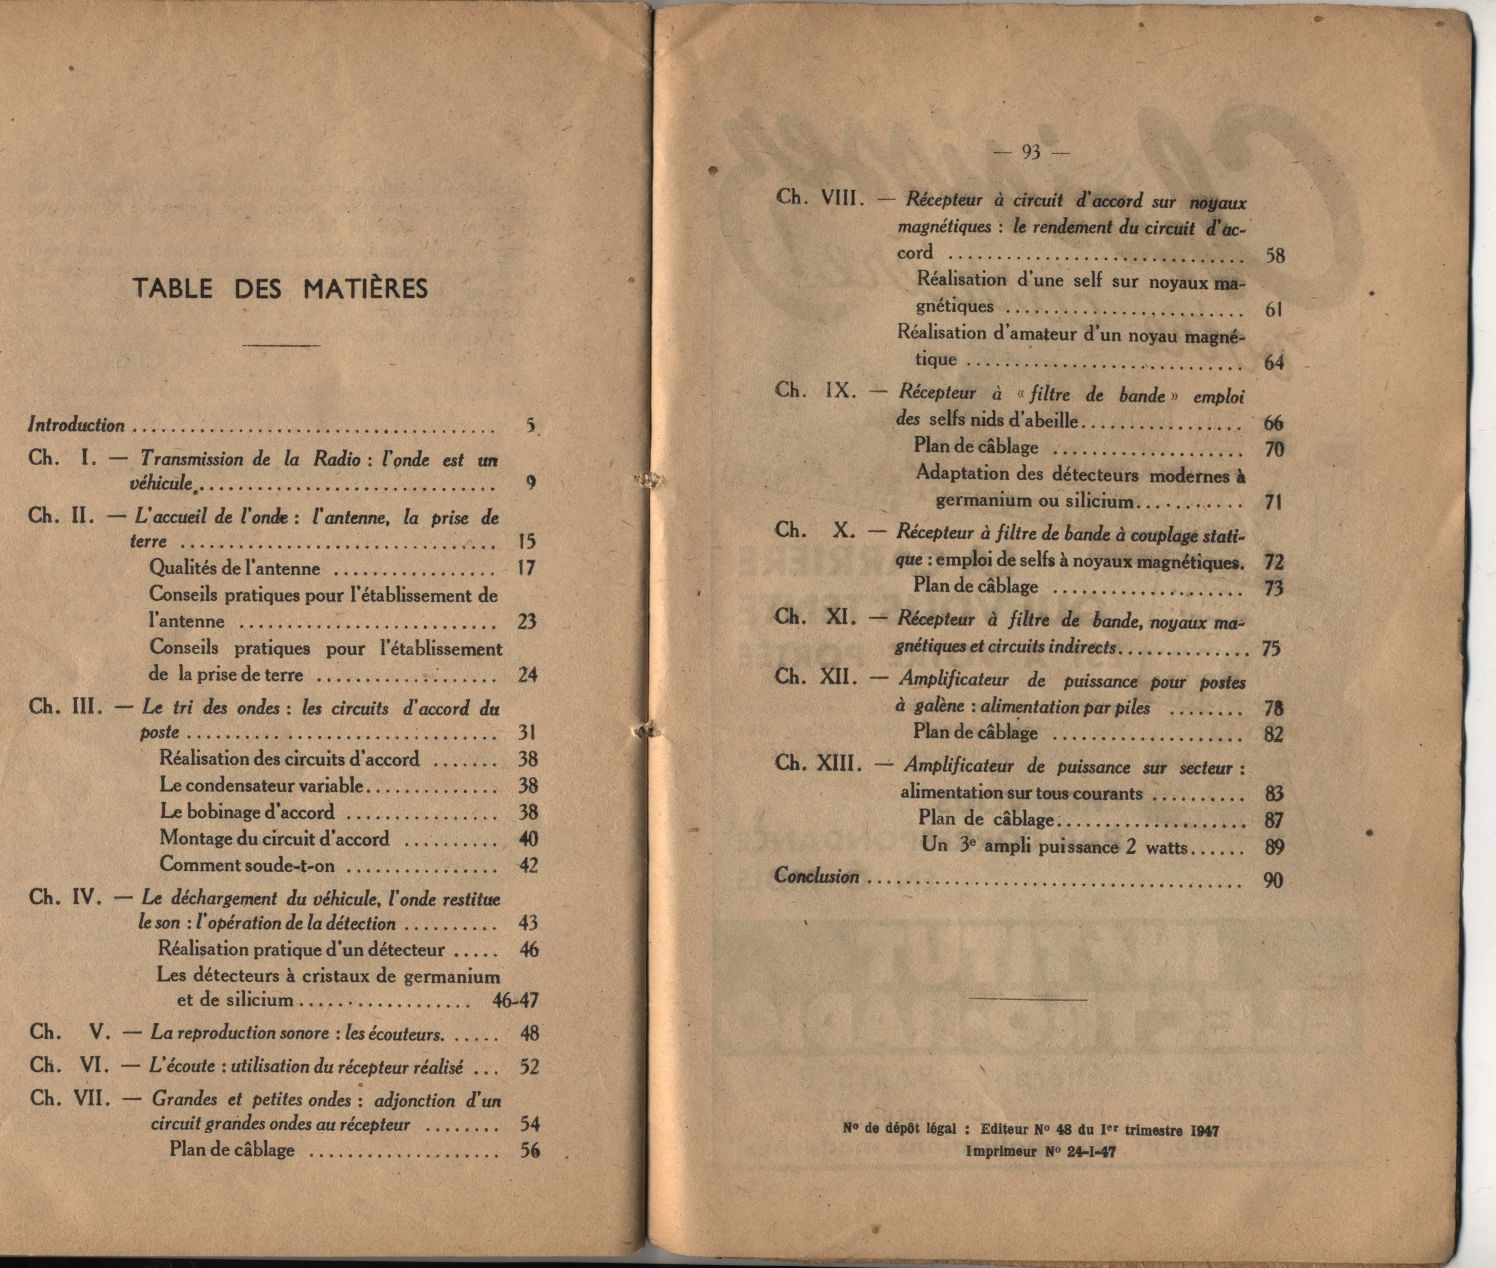 TABLE DES MATIÈRES
Introduction ..................................... 5
Ch. I. — Transmission de la Radio : l'onde est un
véhicule ............................... 9
Ch. II. — L'accueil de l'onde : l'antenne, la prise de
terre ................................ 15
Qualités de l'antenne ................. 17
Conseils pratiques pour l'établissement de
l'antenne .......................... 23
Conseils pratiques pour l'établissement
de la prise de terre ................... 24
Ch. III. — Le tri des ondes : les circuits d'accord du
poste ................................ 31
Réalisation des circuits d'accord ....... 38
Le condensateur variable .............. 38
Le bobinage d'accord ................ 38
Montage du circuit d'accord .......... 40
Comment soude-t-on ................ 42
Ch. IV. — Le déchargement du véhicule, l'onde restitue
le son : l'opération de la détection .......... 43
Réalisation pratique d'un détecteur ..... 46
Les détecteurs à cristaux de germanium
et de silicium .................. 46-47
Ch. V. — La reproduction sonore : les écouteurs. ..... 48
Ch. VI. — L'écoute : utilisation du récepteur réalisé ... 52
Ch. VII. — Grandes et petites ondes : adjonction d'un
circuit grandes ondes au récepteur ........ 54
Plan de câblage .................... 56
— 93 —
Ch. VIII. — Récepteur à circuit d'accord sur noyaux
magnétiques : le rendement du circuit d'ac-
cord ............................... 58
Réalisation d'une self sur noyaux ma-
gnétiques ......................... 61
Réalisation d'amateur d'un noyau magné-
tique ............................. 64
Ch. IX. — Récepteur à « filtre de bande » emploi
des selfs nids d'abeille ................. 66
Plan de câblage .................... 70
Adaptation des détecteurs modernes à
germanium ou silicium ........... 71
Ch. X. — Récepteur à filtre de bande à couplage stati-
que : emploi de selfs à noyaux magnétiques. 72
Plan de câblage .................... 73
Ch. XI. — Récepteur à filtre de bande, noyaux ma-
gnétiques et circuits indirects .............. 75
Ch. XII. — Amplificateur de puissance pour postes
à galène : alimentation par piles ........ 78
Plan de câblage .................... 82
Ch. XIII. — Amplificateur de puissance sur secteur :
alimentation sur tous courants .......... 83
Plan de câblage .................... 87
Un 3e ampli puissance 2 watts ...... 89
Conclusion ....................................... 90
No de dépôt légal : Editeur No 48 du Ier trimestre 1947
Imprimeur No 24-I-47